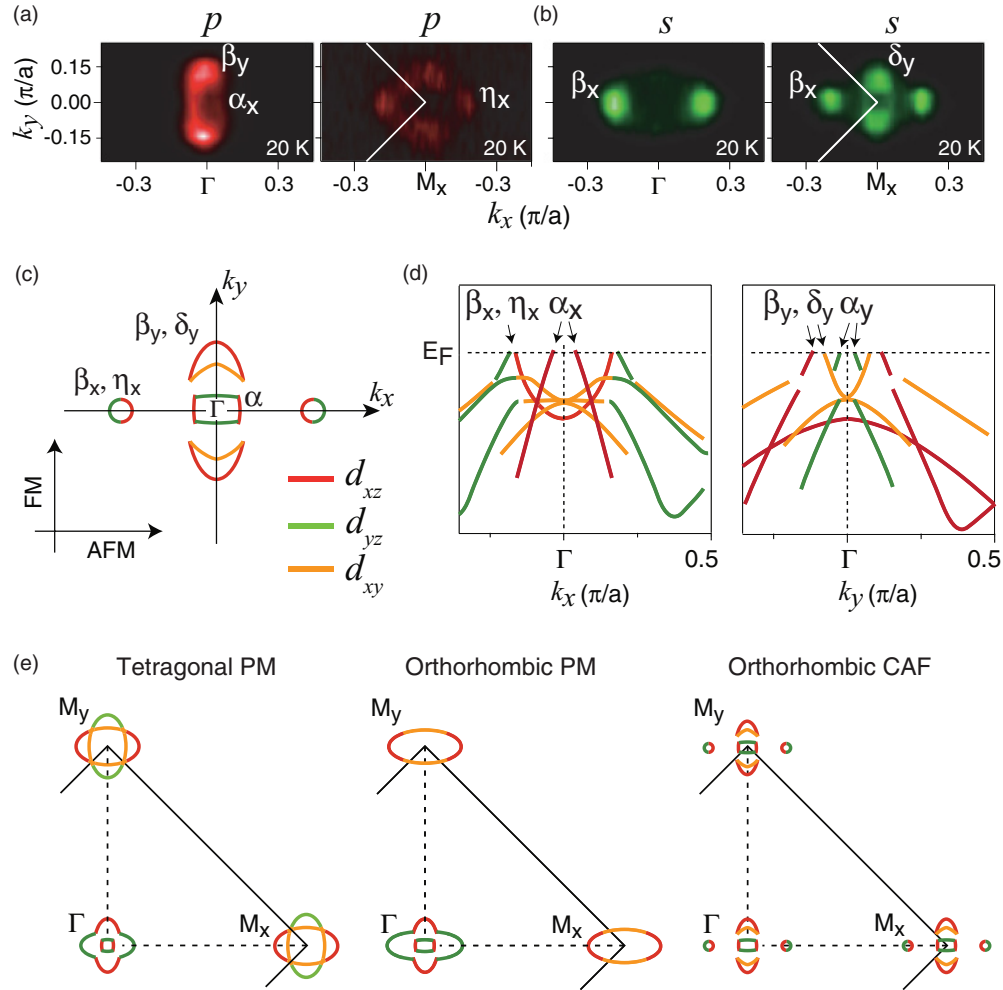 (a) p p (b) s s
k_y (π/a)
0.15
0.00
-0.15
β_y
α_x
20 K
η_x
20 K
β_x
20 K
δ_y
β_x
20 K
-0.3 Γ 0.3 -0.3 M_x 0.3 -0.3 Γ 0.3 -0.3 M_x 0.3
k_x (π/a)
(c)
k_y
β_y, δ_y
β_x, η_x
Γ
α
k_x
FM
AFM
d_xz
d_yz
d_xy
(d)
β_x, η_x α_x
β_y, δ_y α_y
E_F
Γ 0.5 Γ 0.5
k_x (π/a) k_y (π/a)
(e)
Tetragonal PM Orthorhombic PM Orthorhombic CAF
M_y M_y M_y
Γ M_x Γ M_x Γ M_x